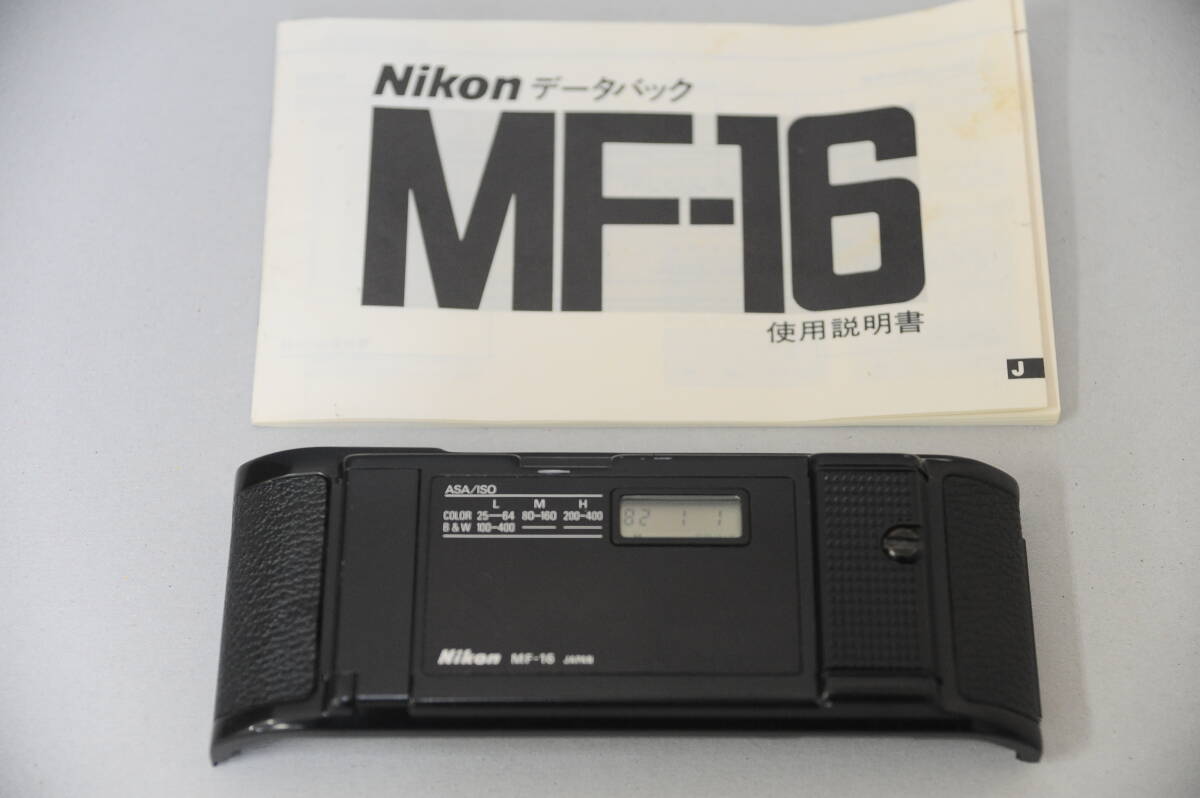 Nikon データバック
MF-16
使用説明書
J
ASA/ISO
L M H
COLOR 25-64 80-160 200-400
B & W 100-400
82 1 1
Nikon MF-16 JAPAN